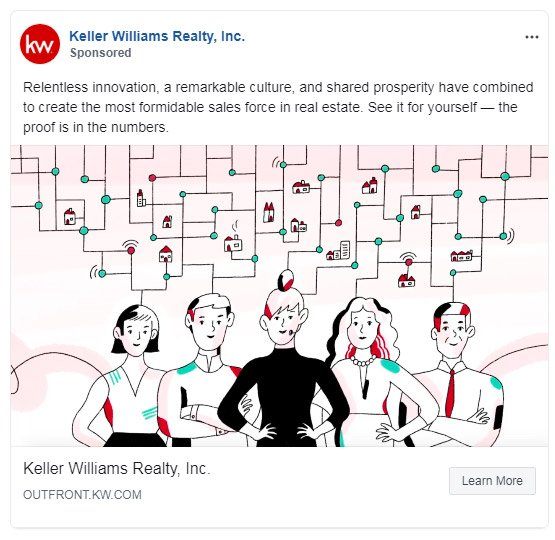 kw
Keller Williams Realty, Inc.
Sponsored
Relentless innovation, a remarkable culture, and shared prosperity have combined
to create the most formidable sales force in real estate. See it for yourself — the
proof is in the numbers.
Keller Williams Realty, Inc.
OUTFRONT.KW.COM
Learn More